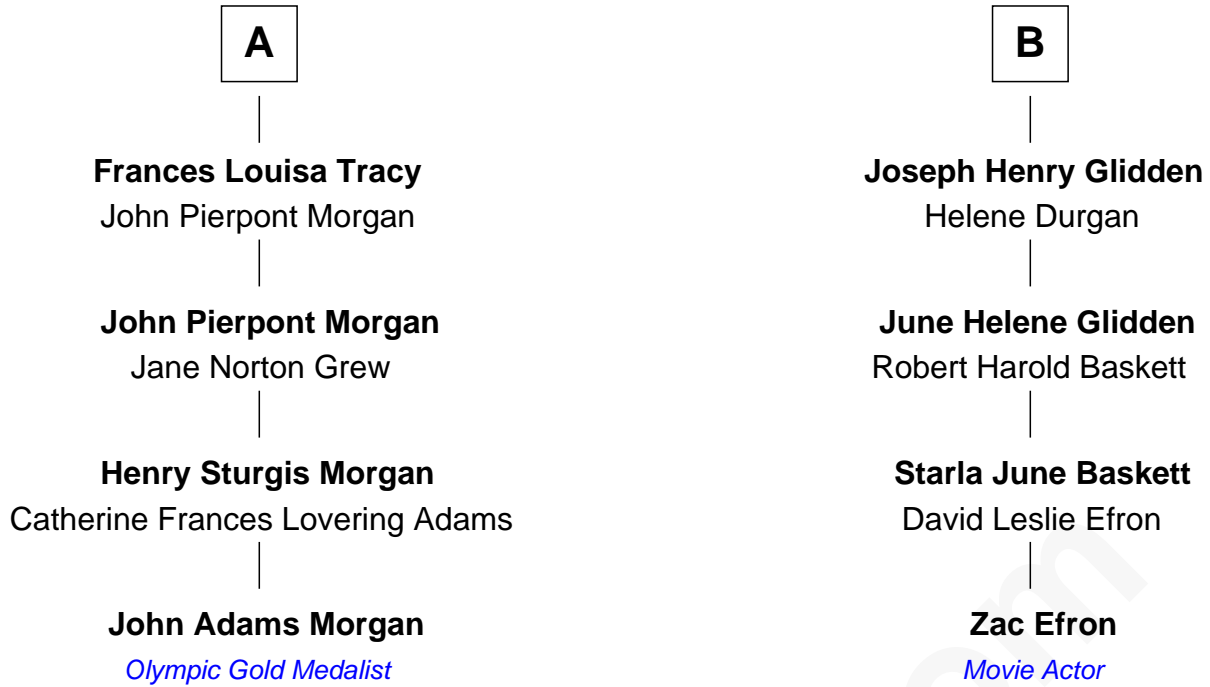 A
B
Frances Louisa Tracy
John Pierpont Morgan
Joseph Henry Glidden
Helene Durgan
John Pierpont Morgan
Jane Norton Grew
June Helene Glidden
Robert Harold Baskett
Henry Sturgis Morgan
Catherine Frances Lovering Adams
Starla June Baskett
David Leslie Efron
John Adams Morgan
Olympic Gold Medalist
Zac Efron
Movie Actor